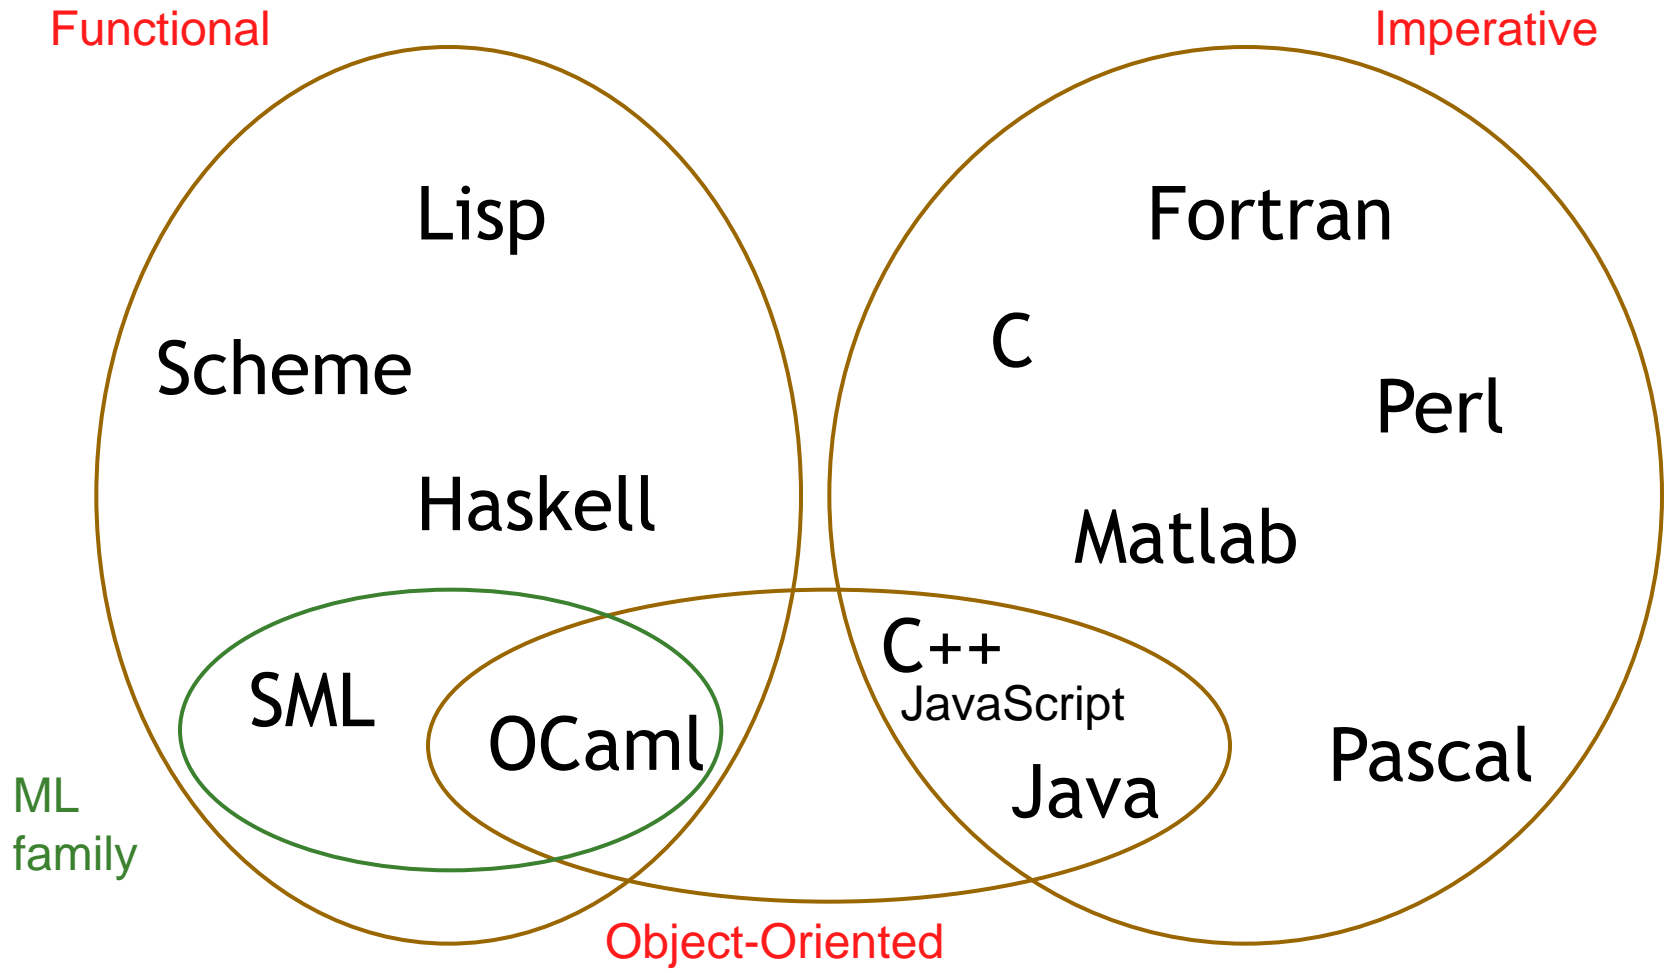 Functional
Imperative
Lisp
Fortran
C
Scheme
Perl
Haskell
Matlab
C++
SML
JavaScript
OCaml
Pascal
Java
ML
family
Object-Oriented